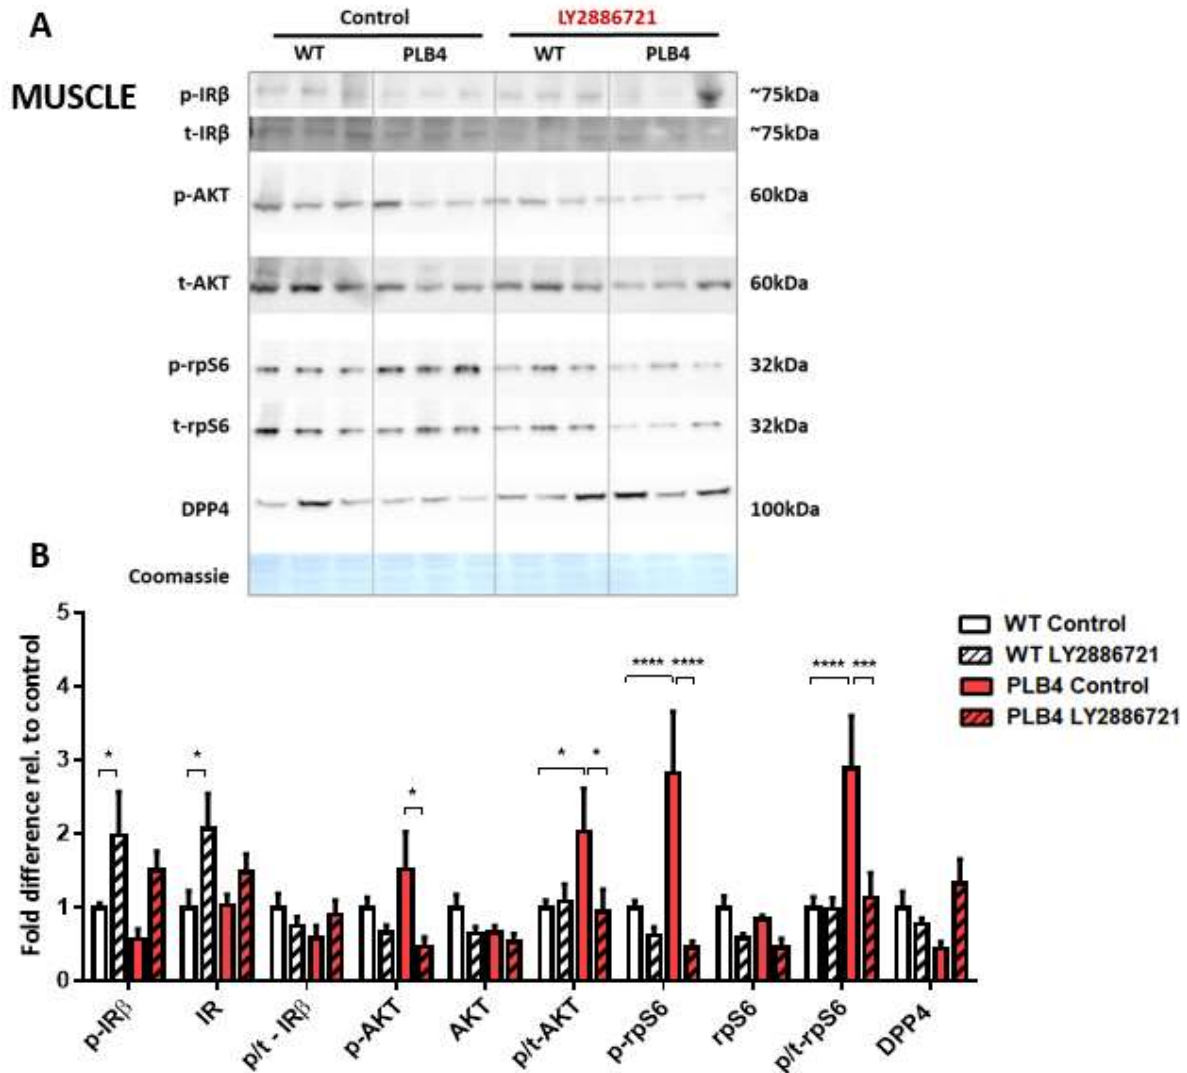 A
Control LY2886721
WT PLB4 WT PLB4
MUSCLE
p-IRβ ~75kDa
t-IRβ ~75kDa
p-AKT 60kDa
t-AKT 60kDa
p-rpS6 32kDa
t-rpS6 32kDa
DPP4 100kDa
Coomassie
B
Fold difference rel. to control
5
4
3
2
1
0
* * * * * **** **** **** ***
WT Control
WT LY2886721
PLB4 Control
PLB4 LY2886721
p-IRβ IR p/t - IRβ p-AKT AKT p/t-AKT p-rpS6 rpS6 p/t-rpS6 DPP4